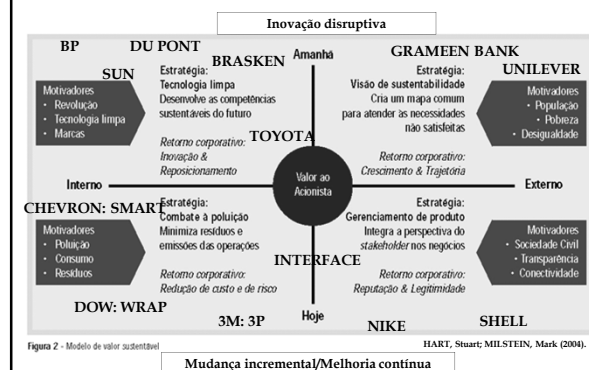 Inovação disruptiva
BP
DU PONT
BRASKEN
SUN
Amanhã
GRAMEEN BANK
UNILEVER
Motivadores
• Revolução
• Tecnologia limpa
• Marcas
Estratégia:
Tecnologia limpa
Desenvolve as competências
sustentáveis do futuro
Retorno corporativo:
Inovação &
Reposicionamento
TOYOTA
Estratégia:
Visão de sustentabilidade
Cria um mapa comum
para atender às necessidades
não satisfeitas
Retorno corporativo:
Crescimento & Trajetória
Motivadores
• População
• Pobreza
• Desigualdade
Interno
Valor ao
Acionista
Externo
CHEVRON: SMART
Motivadores
• Poluição
• Consumo
• Resíduos
Estratégia:
Combate à poluição
Minimiza resíduos e
emissões das operações
Retorno corporativo:
Redução de custo e de risco
INTERFACE
Estratégia:
Gerenciamento de produto
Integra a perspectiva do
stakeholder nos negócios
Retorno corporativo:
Reputação & Legitimidade
Motivadores
• Sociedade Civil
• Transparência
• Conectividade
DOW: WRAP
3M: 3P
Hoje
NIKE
SHELL
Figura 2 - Modelo de valor sustentável
HART, Stuart; MILSTEIN, Mark (2004).
Mudança incremental/Melhoria contínua